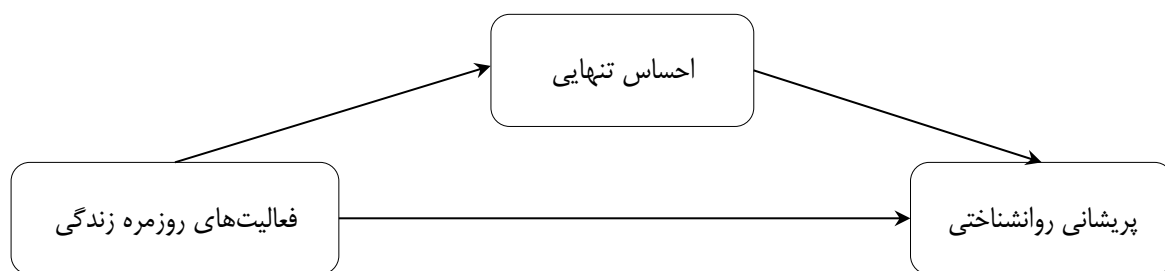 احساس تنهایی
فعالیت‌های روزمره زندگی
پریشانی روانشناختی